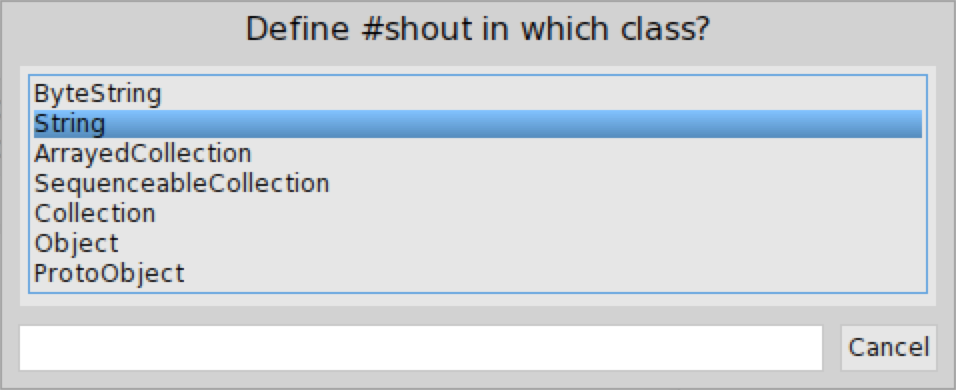 Define #shout in which class?
ByteString
String
ArrayedCollection
SequenceableCollection
Collection
Object
ProtoObject
Cancel